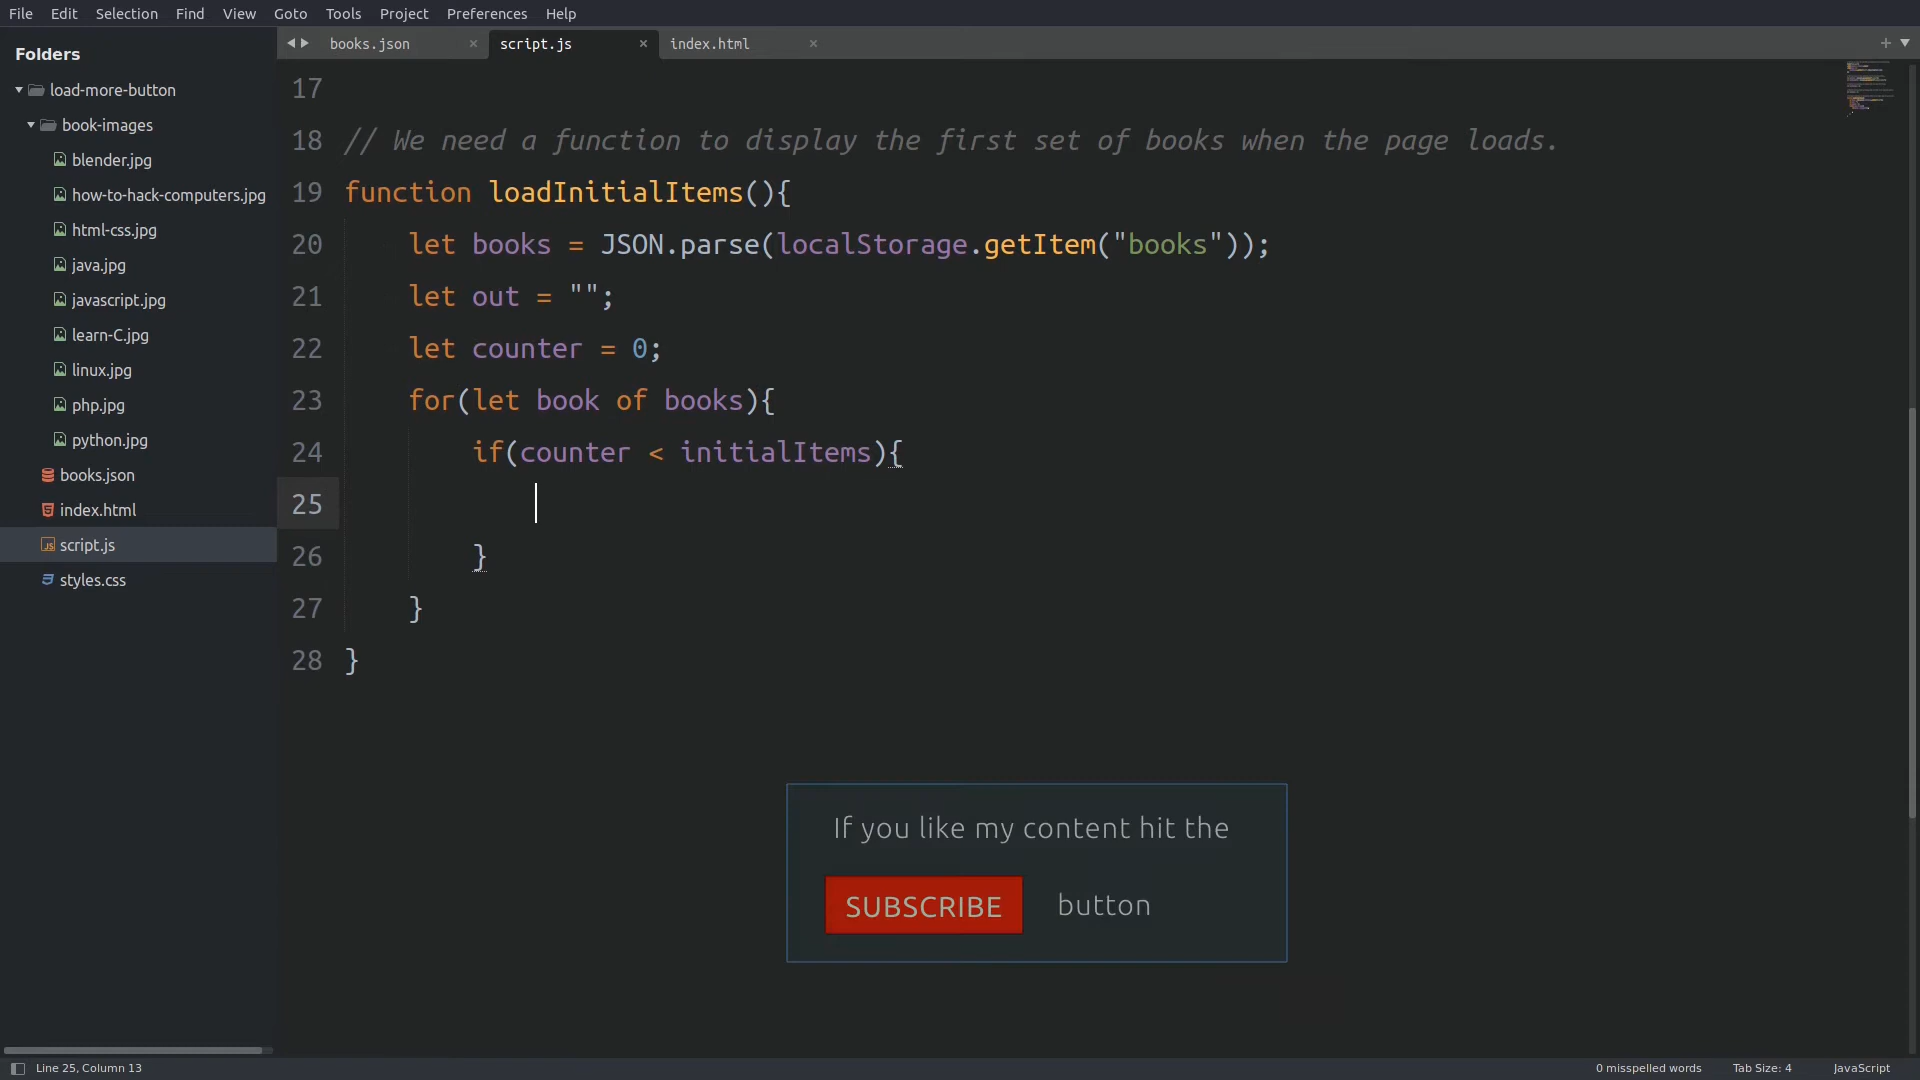 File Edit Selection Find View Goto Tools Project Preferences Help
Folders
load-more-button
book-images
blender.jpg
how-to-hack-computers.jpg
html-css.jpg
java.jpg
javascript.jpg
learn-C.jpg
linux.jpg
php.jpg
python.jpg
books.json
index.html
script.js
styles.css
books.json × script.js × index.html ×
17
18 // We need a function to display the first set of books when the page loads.
19 function loadInitialItems(){
20 let books = JSON.parse(localStorage.getItem("books"));
21 let out = "";
22 let counter = 0;
23 for(let book of books){
24 if(counter < initialItems){
25
26 }
27 }
28 }
If you like my content hit the
SUBSCRIBE button
Line 25, Column 13 0 misspelled words Tab Size: 4 JavaScript